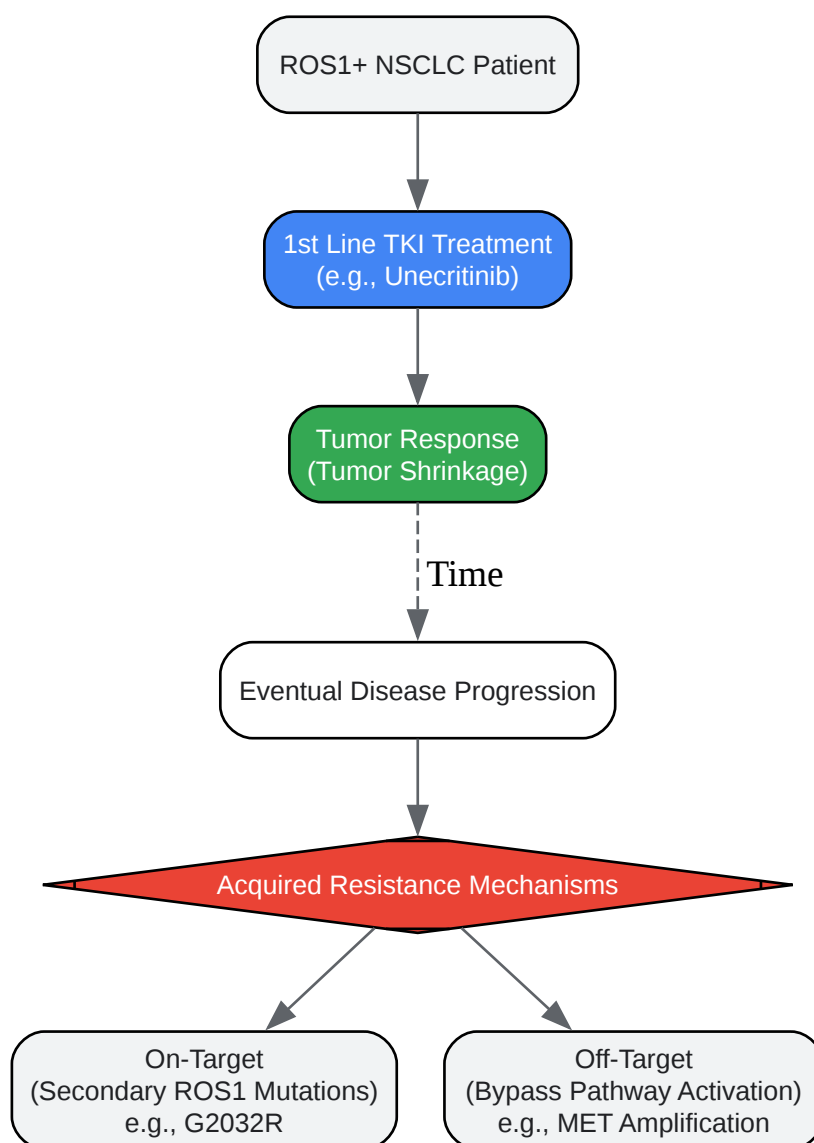 ROS1+ NSCLC Patient
1st Line TKI Treatment
(e.g., Unecritinib)
Tumor Response
(Tumor Shrinkage)
Time
Eventual Disease Progression
Acquired Resistance Mechanisms
On-Target
(Secondary ROS1 Mutations)
e.g., G2032R
Off-Target
(Bypass Pathway Activation)
e.g., MET Amplification